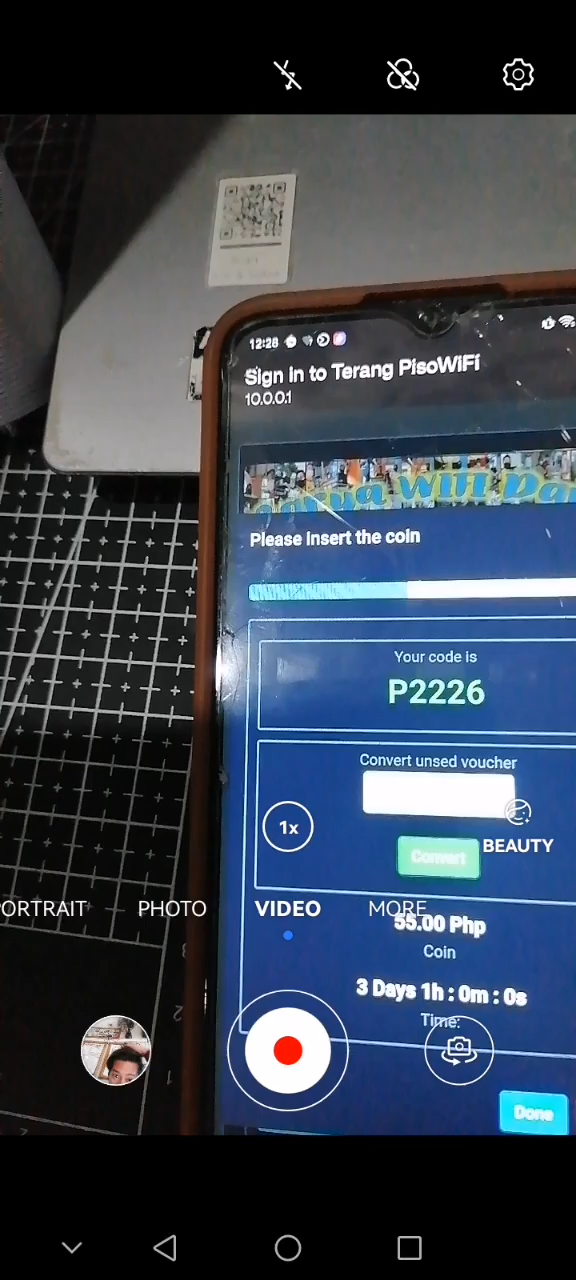 12:28
Sign in to Terang PisoWiFi
10.0.0.1
Wifi
Please insert the coin
Your code is
P2226
Convert unsed voucher
1x
BEAUTY
Convert
PORTRAIT
PHOTO
VIDEO
MORE
55.00 Php
Coin
3 Days 1h : 0m : 0s
Time:
Done